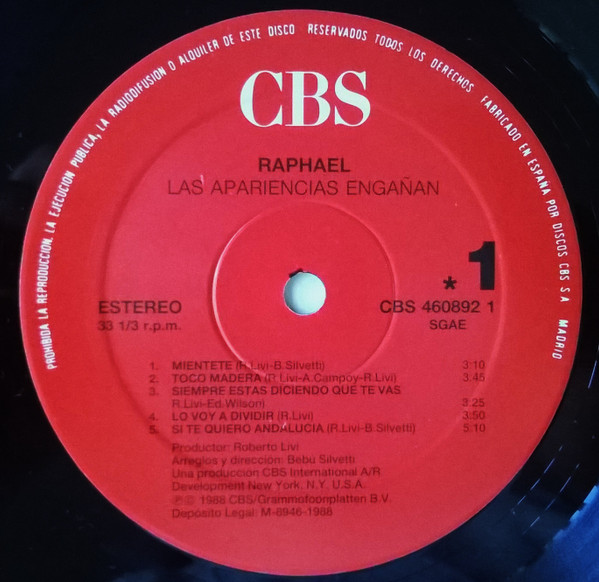 PROHIBIDA LA REPRODUCCION, LA EJECUCION PUBLICA, LA RADIODIFUSION O ALQUILER DE ESTE DISCO RESERVADOS TODOS LOS DERECHOS FABRICADO EN ESPAÑA POR DISCOS CBS S.A MADRID
CBS
RAPHAEL
LAS APARIENCIAS ENGAÑAN
* 1
ESTEREO
33 1/3 r.p.m.
CBS 460892 1
SGAE
1. MIENTETE (R.Livi-B.Silvetti) 3:10
2. TOCO MADERA (R.Livi-A.Campoy-R.Livi) 3:45
3. SIEMPRE ESTAS DICIENDO QUE TE VAS
R.Livi-Ed.Wilson) 3:25
4. LO VOY A DIVIDIR (R.Livi) 3:50
5. SI TE QUIERO ANDALUCIA (R.Livi-B.Silvetti) 5:10
Productor: Roberto Livi
Arreglos y dirección: Bebu Silvetti
Una producción CBS International A/R
Development New York. N.Y. U.S.A.
℗© 1988 CBS/Grammofoonplatten B.V.
Depósito Legal: M-8946-1988